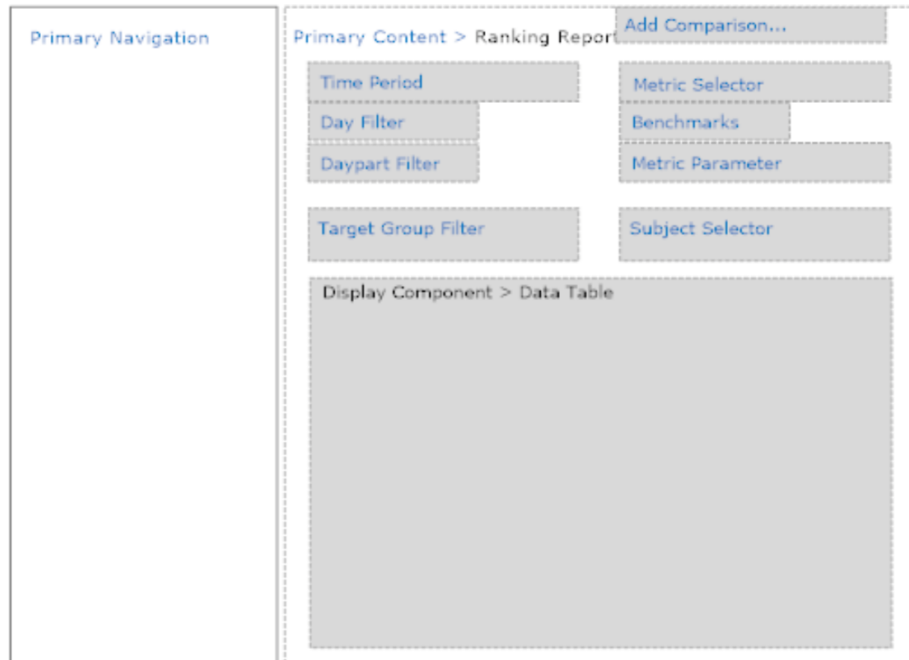 Primary Navigation
Primary Content > Ranking Report
Add Comparison...
Time Period
Metric Selector
Day Filter
Benchmarks
Daypart Filter
Metric Parameter
Target Group Filter
Subject Selector
Display Component > Data Table